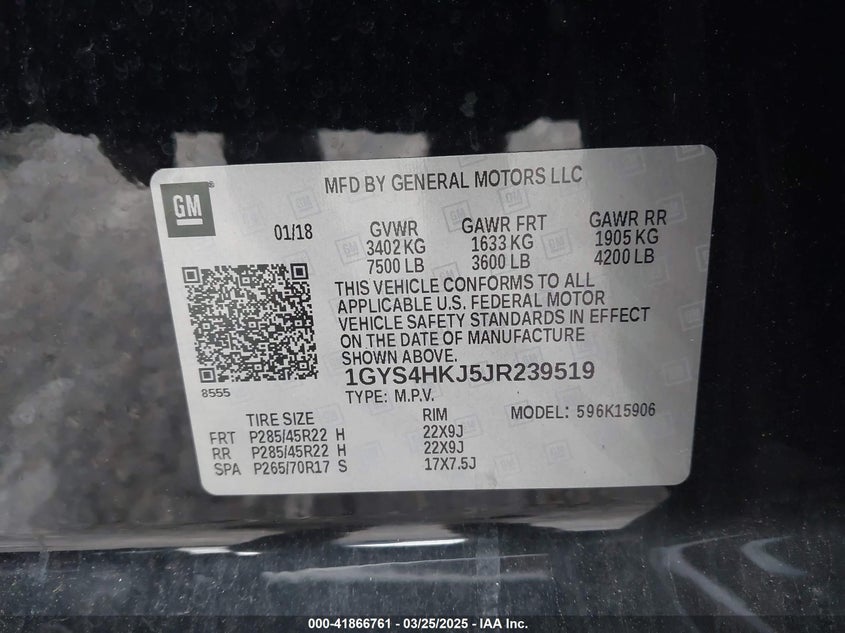 MFD BY GENERAL MOTORS LLC
GM
®
01/18
GVWR GAWR FRT GAWR RR
3402 KG 1633 KG 1905 KG
7500 LB 3600 LB 4200 LB
THIS VEHICLE CONFORMS TO ALL
APPLICABLE U.S. FEDERAL MOTOR
VEHICLE SAFETY STANDARDS IN EFFECT
ON THE DATE OF MANUFACTURE
SHOWN ABOVE.
8555
1GYS4HKJ5JR239519
TYPE: M.P.V.
MODEL: 596K15906
TIRE SIZE RIM
FRT P285/45R22 H 22X9J
RR P285/45R22 H 22X9J
SPA P265/70R17 S 17X7.5J
000-41866761 - 03/25/2025 - IAA, Inc.